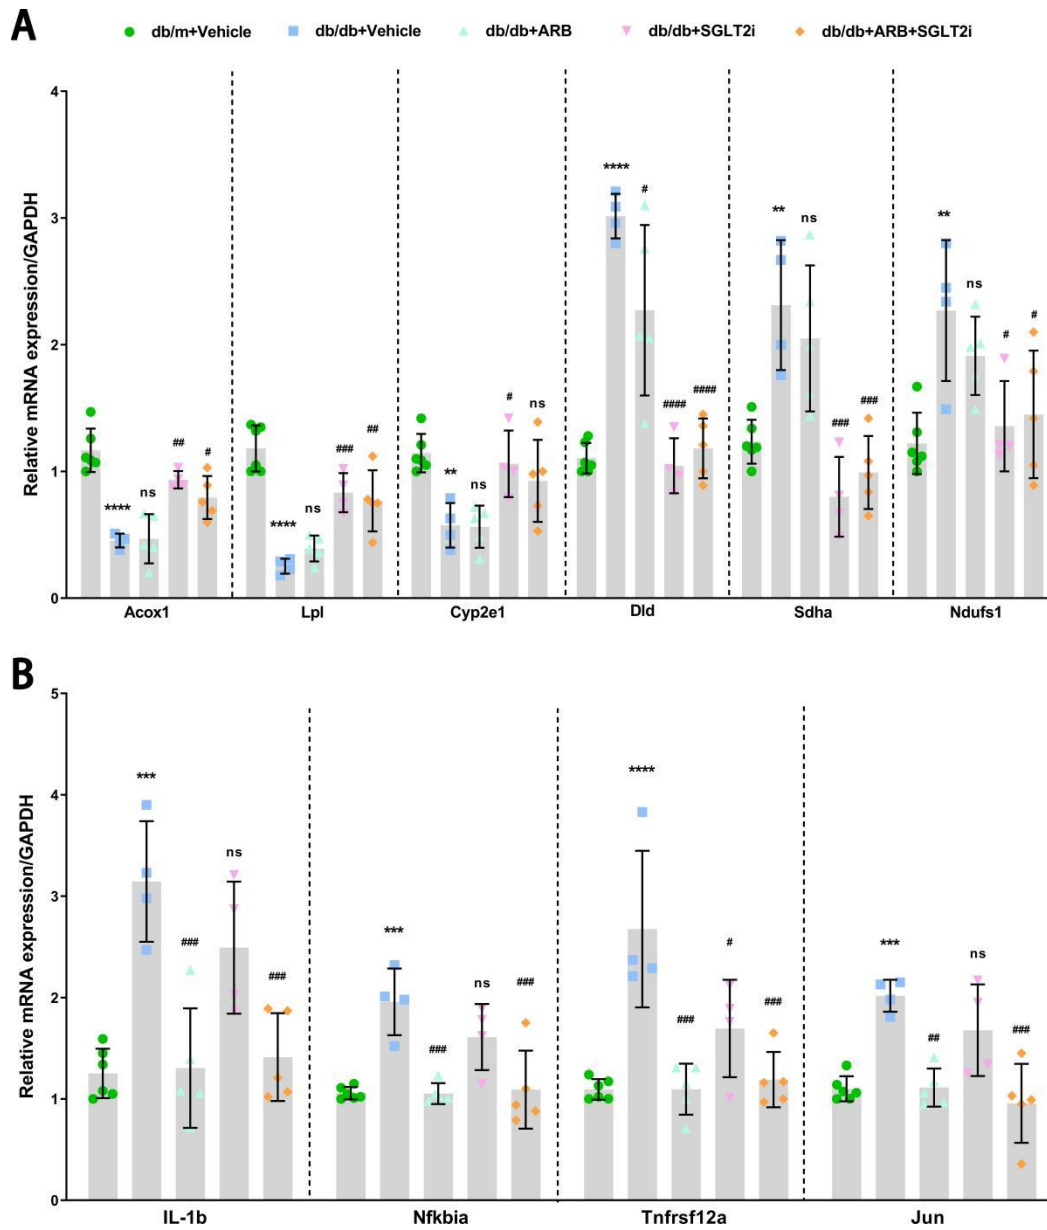 A
db/m+Vehicle db/db+Vehicle db/db+ARB db/db+SGLT2i db/db+ARB+SGLT2i
Relative mRNA expression/GAPDH
4
3
2
1
0
**** ns ## #
**** ns ### ##
** ns # ns
**** # #### ####
** ns ### ###
** ns # #
Acox1 Lpl Cyp2e1 Dld Sdha Ndufs1
B
Relative mRNA expression/GAPDH
5
4
3
2
1
0
*** ### ns ###
*** ### ns ###
**** ### # ###
*** ## ns ###
IL-1b Nfkbia Tnfrsf12a Jun